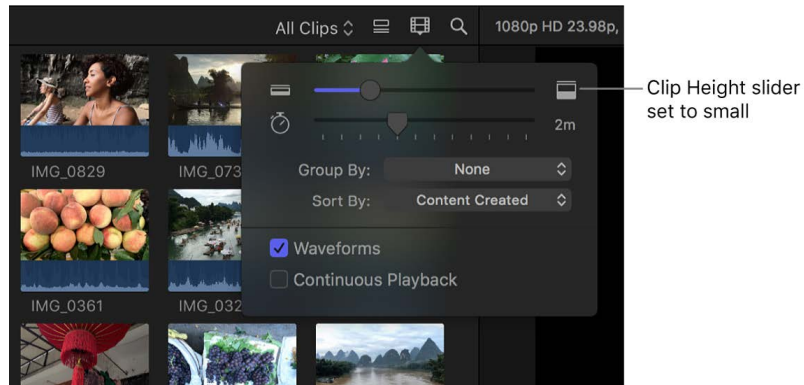 All Clips
1080p HD 23.98p,
Clip Height slider
set to small
2m
IMG_0829
IMG_073
Group By: None
Sort By: Content Created
Waveforms
Continuous Playback
IMG_0361
IMG_032